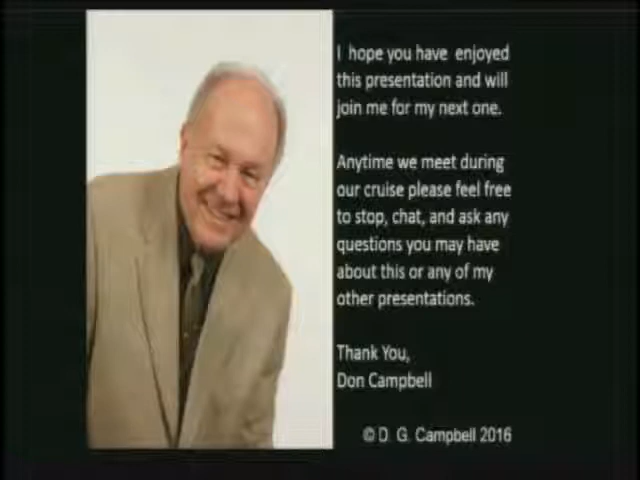 I hope you have enjoyed
this presentation and will
join me for my next one.
Anytime we meet during
our cruise please feel free
to stop, chat, and ask any
questions you may have
about this or any of my
other presentations.
Thank You,
Don Campbell
© D. G. Campbell 2016